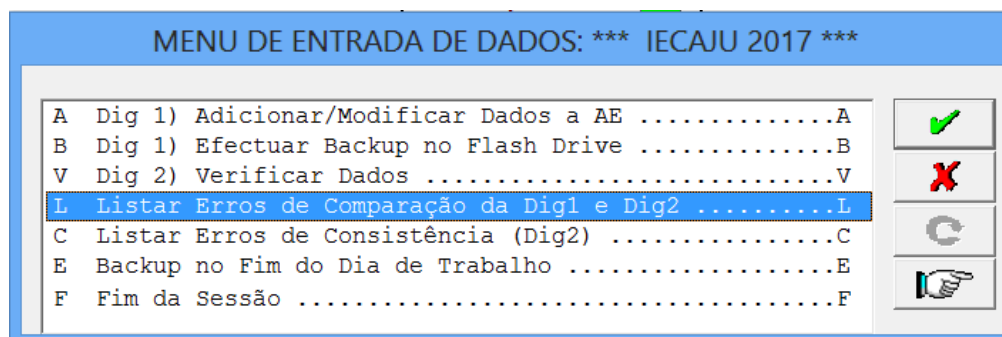 MENU DE ENTRADA DE DADOS: *** IECAJU 2017 ***
A Dig 1) Adicionar/Modificar Dados a AE ..............A
B Dig 1) Efectuar Backup no Flash Drive ..............B
V Dig 2) Verificar Dados .............................V
L Listar Erros de Comparação da Dig1 e Dig2 ..........L
C Listar Erros de Consistência (Dig2) ................C
E Backup no Fim do Dia de Trabalho ...................E
F Fim da Sessão ......................................F